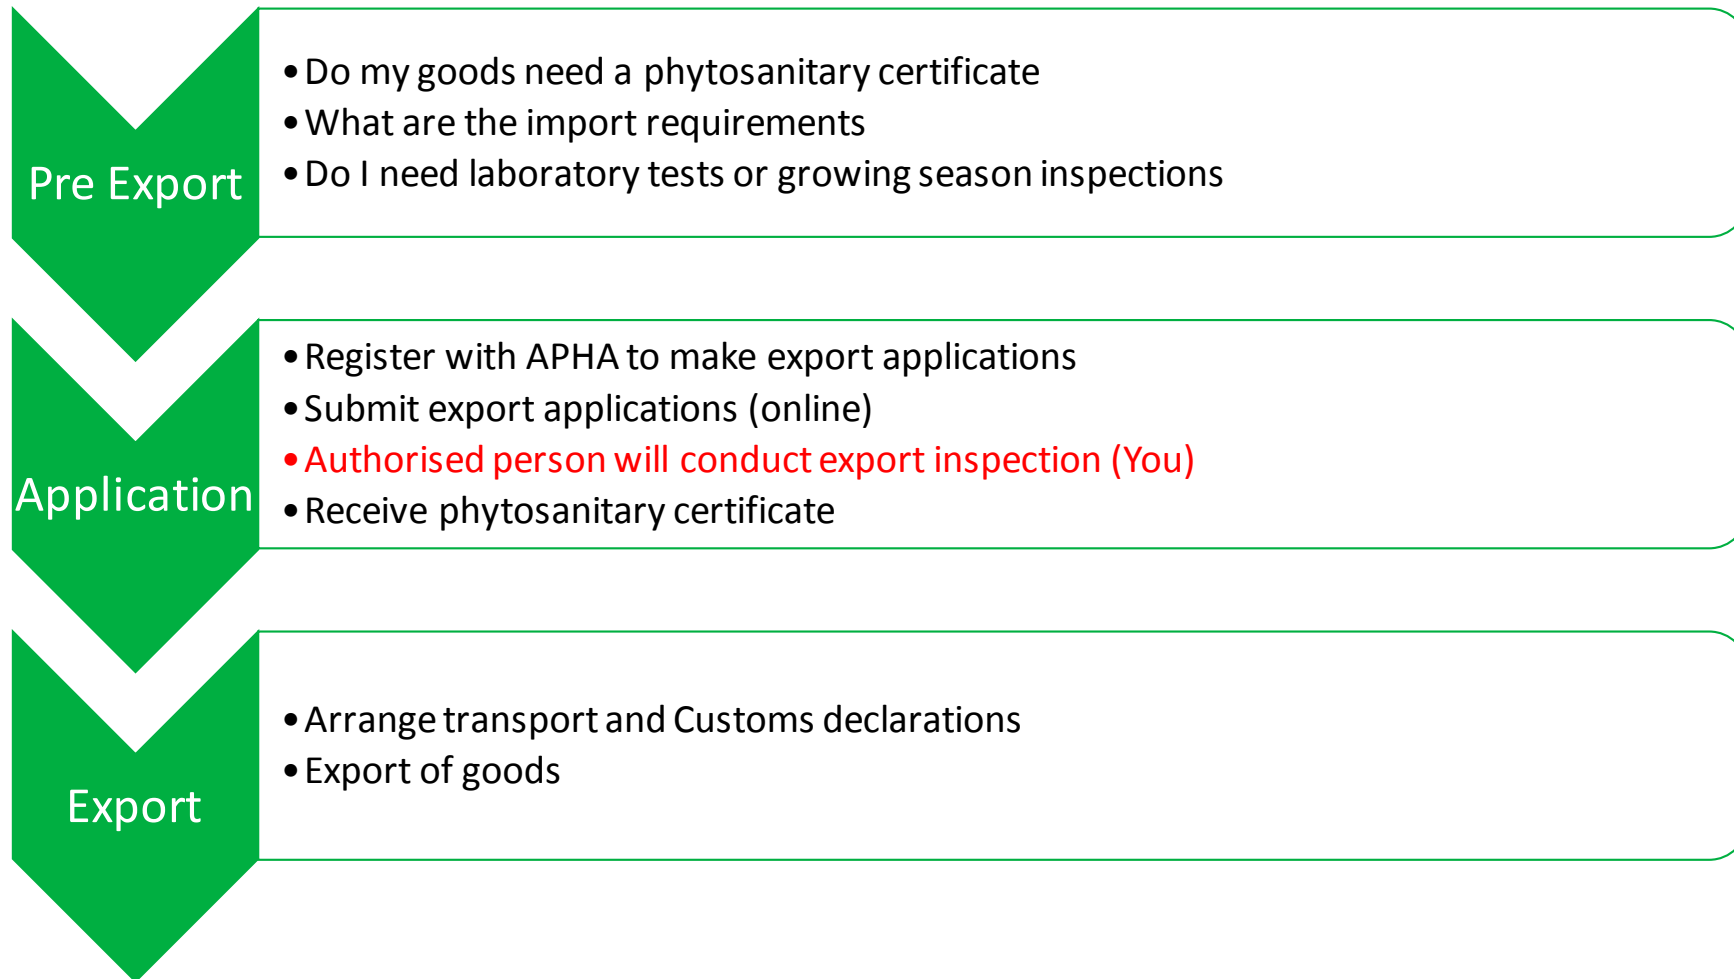 Pre Export
•Do my goods need a phytosanitary certificate
•What are the import requirements
•Do I need laboratory tests or growing season inspections
Application
•Register with APHA to make export applications
•Submit export applications (online)
•Authorised person will conduct export inspection (You)
•Receive phytosanitary certificate
Export
•Arrange transport and Customs declarations
•Export of goods